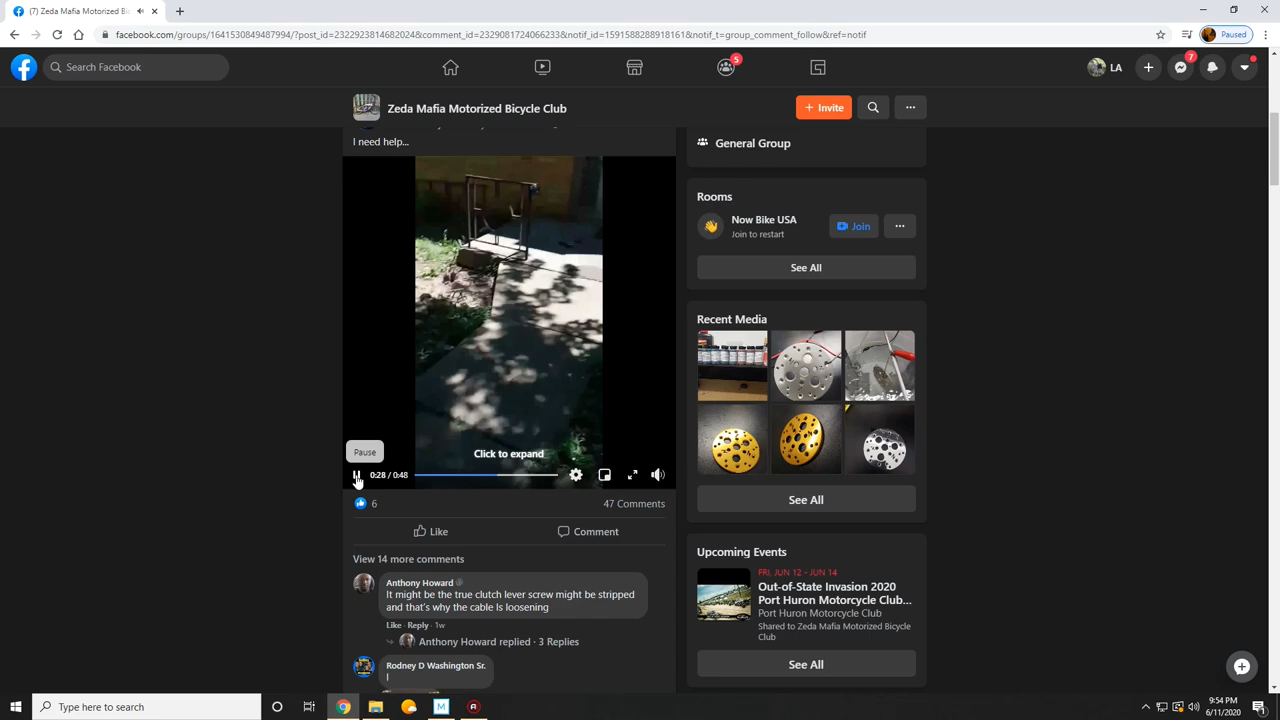 (7) Zeda Mafia Motorized Bic
facebook.com/groups/1641530849487994/?post_id=2322923814682024&comment_id=2329085724066233&notif_id=1591588288918161&notif_t=group_comment_follow&ref=notif
Paused
Search Facebook
5
LA
7
Zeda Mafia Motorized Bicycle Club
+ Invite
I need help...
General Group
Rooms
Now Bike USA
Join to restart
Join
See All
Recent Media
See All
Click to expand
Pause
0:28 / 0:48
6
47 Comments
Like
Comment
View 14 more comments
Anthony Howard
It might be the true clutch lever screw might be stripped
and that's why the cable Is loosening
Like · Reply · 1w
Anthony Howard replied · 3 Replies
Rodney D Washington Sr.
I
Upcoming Events
FRI, JUN 12 - JUN 14
Out-of-State Invasion 2020
Port Huron Motorcycle Club...
Port Huron Motorcycle Club
Shared to Zeda Mafia Motorized Bicycle
Club
See All
Type here to search
M
A
9:54 PM
6/11/2020
1